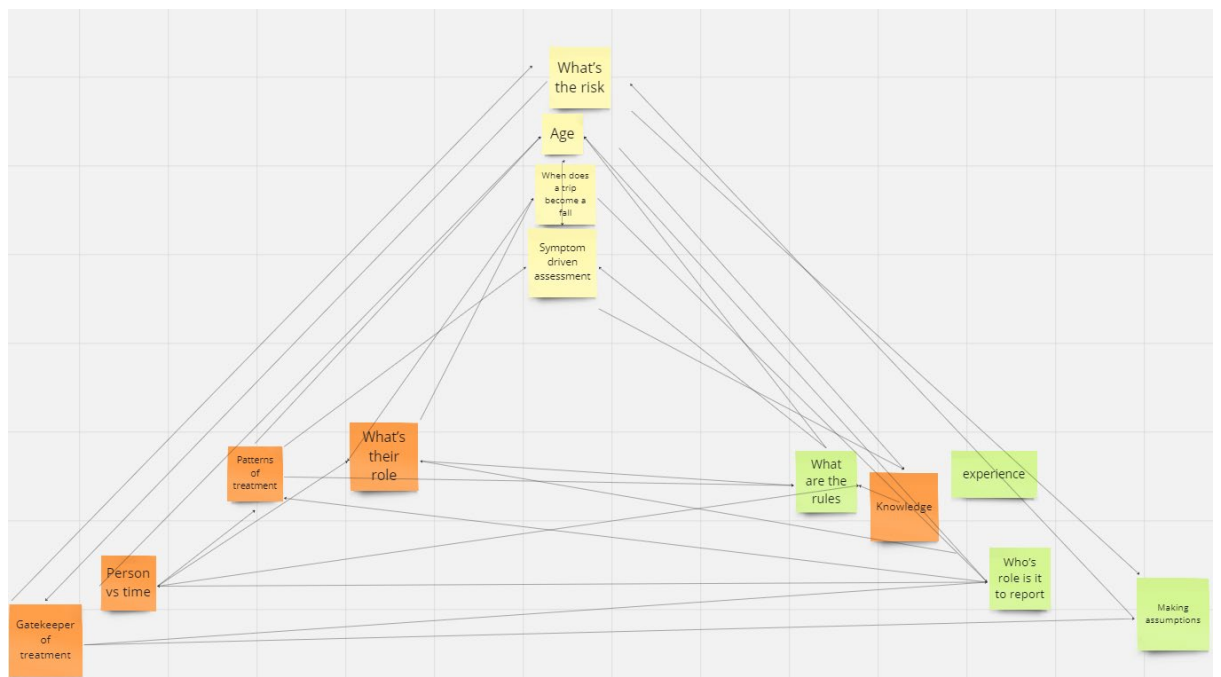 What's
the risk
Age
When does
a trip
become a
fall
Symptom
driven
assessment
What's
their
role
Patterns
of
treatment
What
are the
rules
experience
Knowledge
Person
vs time
Who's
role is it
to report
Gatekeeper
of
treatment
Making
assumptions